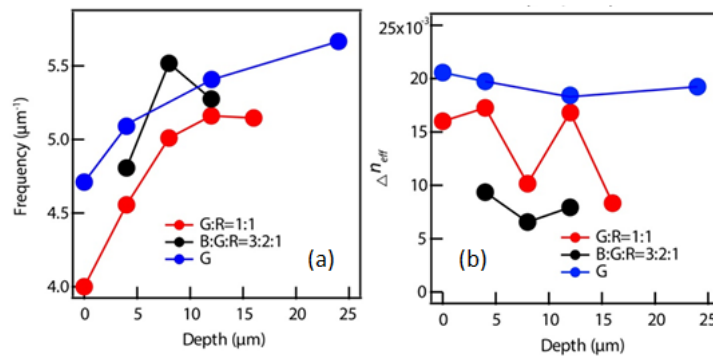 Frequency (µm⁻¹)
5.5
5.0
4.5
4.0
G:R=1:1
B:G:R=3:2:1
G
(a)
0 5 10 15 20 25
Depth (µm)
Δ n eff
25x10⁻³
20
15
10
5
0
G:R=1:1
B:G:R=3:2:1
G
(b)
0 5 10 15 20 25
Depth (µm)